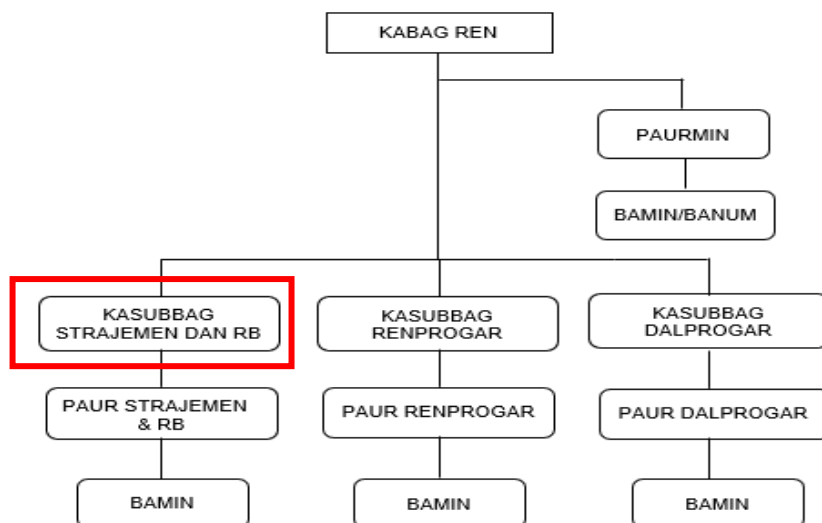 KABAG REN
PAURMIN
BAMIN/BANUM
KASUBBAG
STRAJEMEN DAN RB
KASUBBAG
RENPROGAR
KASUBBAG
DALPROGAR
PAUR STRAJEMEN
& RB
PAUR RENPROGAR
PAUR DALPROGAR
BAMIN
BAMIN
BAMIN